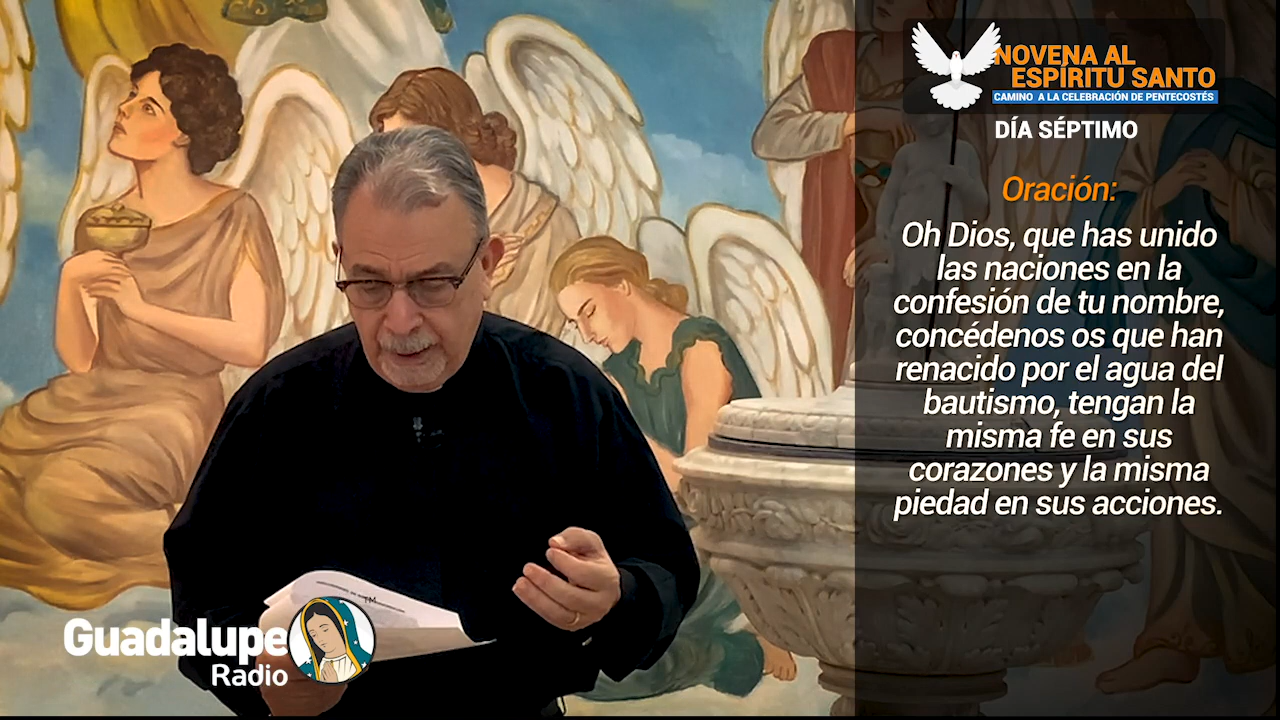 NOVENA AL
ESPÍRITU SANTO
CAMINO A LA CELEBRACIÓN DE PENTECOSTÉS
DÍA SÉPTIMO
Oración:
Oh Dios, que has unido
las naciones en la
confesión de tu nombre,
concédenos os que han
renacido por el agua del
bautismo, tengan la
misma fe en sus
corazones y la misma
piedad en sus acciones.
TM
Guadalupe
Radio